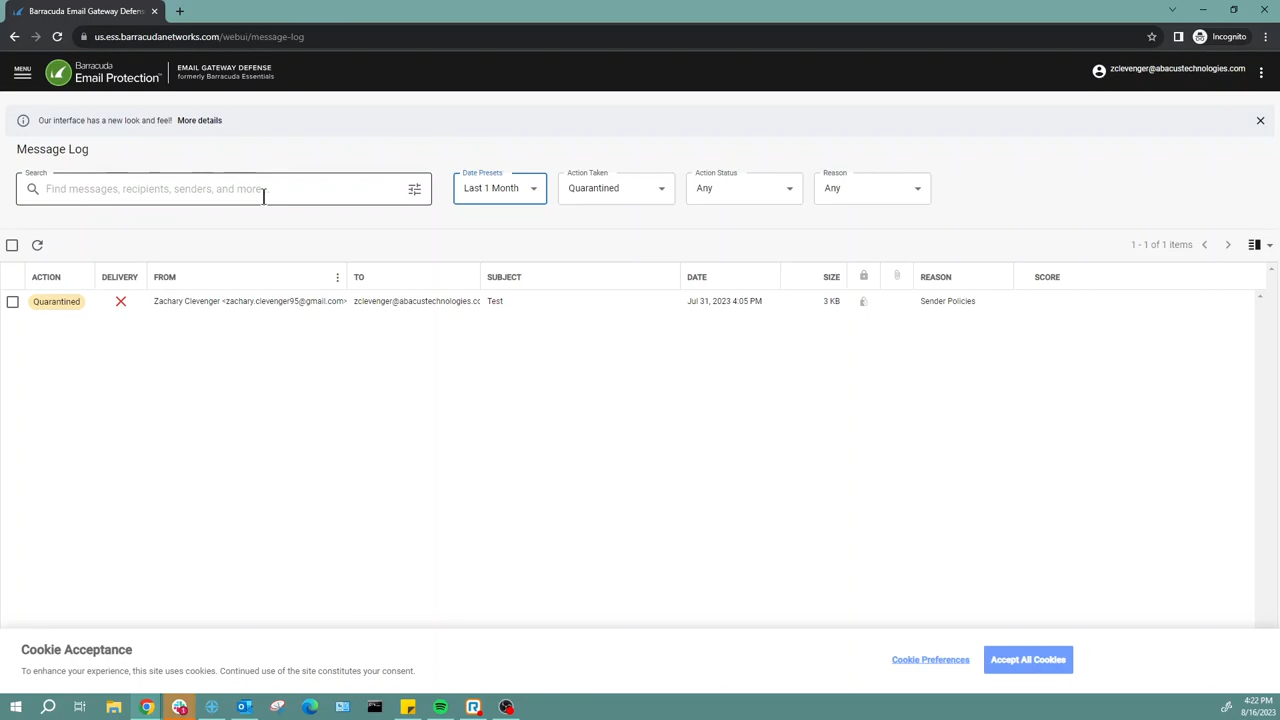 Barracuda Email Gateway Defens
us.ess.barracudanetworks.com/webui/message-log
Incognito
MENU
Barracuda
Email Protection
EMAIL GATEWAY DEFENSE
formerly Barracuda Essentials
zclevenger@abacustechnologies.com
Our interface has a new look and feel! More details
Message Log
Search
Find messages, recipients, senders, and more...
Date Presets
Last 1 Month
Action Taken
Quarantined
Action Status
Any
Reason
Any
1 - 1 of 1 items
ACTION DELIVERY FROM TO SUBJECT DATE SIZE REASON SCORE
Quarantined Zachary Clevenger <zachary.clevenger95@gmail.com> zclevenger@abacustechnologies.cc Test Jul 31, 2023 4:05 PM 3 KB Sender Policies
Cookie Acceptance
To enhance your experience, this site uses cookies. Continued use of the site constitutes your consent.
Cookie Preferences
Accept All Cookies
4:22 PM
8/16/2023